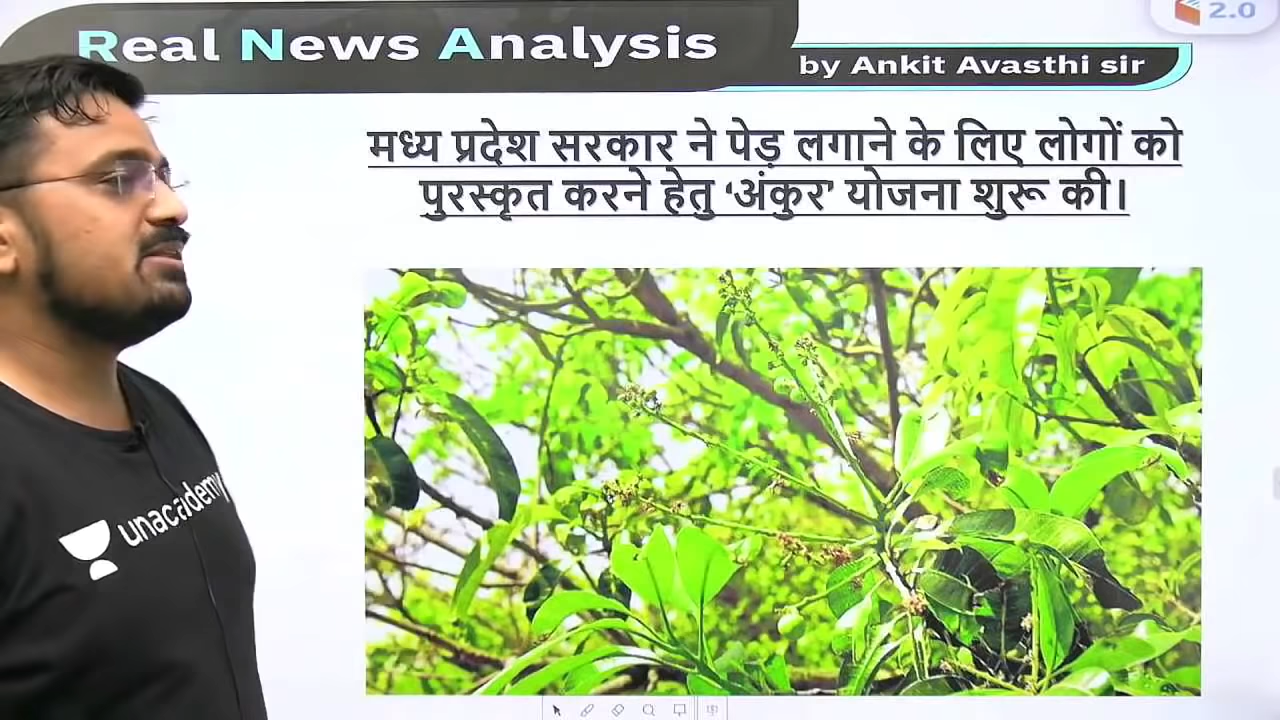 Real News Analysis
by Ankit Avasthi sir
2.0
मध्य प्रदेश सरकार ने पेड़ लगाने के लिए लोगों को
पुरस्कृत करने हेतु ‘अंकुर’ योजना शुरू की।
unacademy